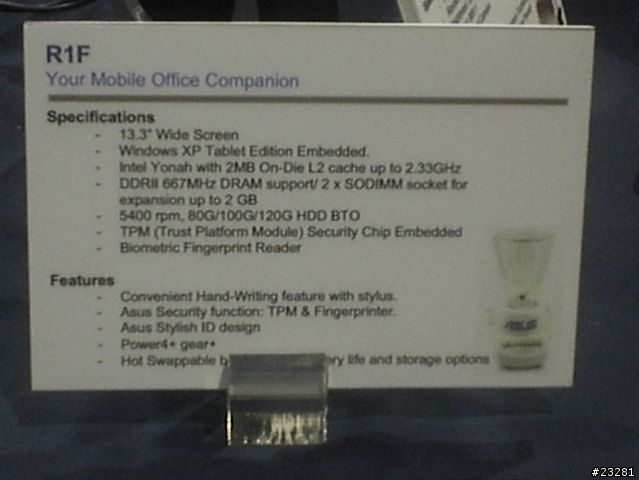 R1F
Your Mobile Office Companion
Specifications
- 13.3" Wide Screen
- Windows XP Tablet Edition Embedded.
- Intel Yonah with 2MB On-Die L2 cache up to 2.33GHz
- DDRII 667MHz DRAM support/ 2 x SODIMM socket for
expansion up to 2 GB
- 5400 rpm, 80G/100G/120G HDD BTO
- TPM (Trust Platform Module) Security Chip Embedded
- Biometric Fingerprint Reader
Features
- Convenient Hand-Writing feature with stylus.
- Asus Security function: TPM & Fingerprinter.
- Asus Stylish ID design
- Power4+ gear+
- Hot Swappable life and storage options
ASUS
#23281